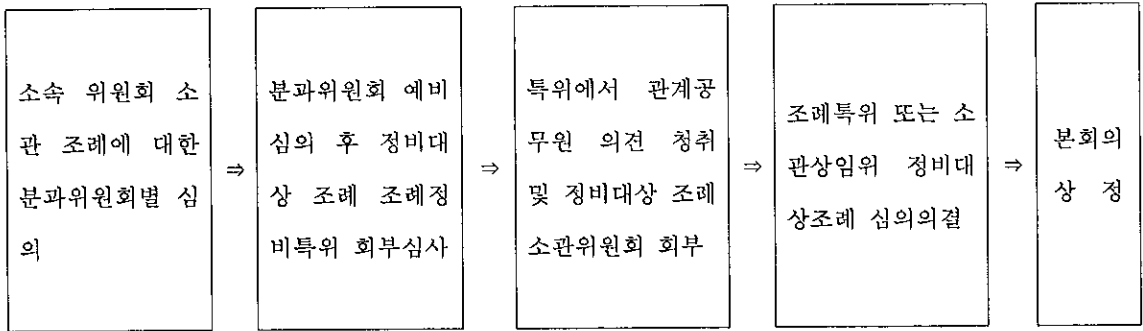 소속 위원회 소
관 조례에 대한
분과위원회별 심
의
⇒
분과위원회 예비
심의 후 정비대
상 조례 조례정
비특위 회부심사
⇒
특위에서 관계공
무원 의견 청취
및 정비대상 조례
소관위원회 회부
⇒
조례특위 또는 소
관상임위 정비대
상조례 심의의결
⇒
본회의
상 정